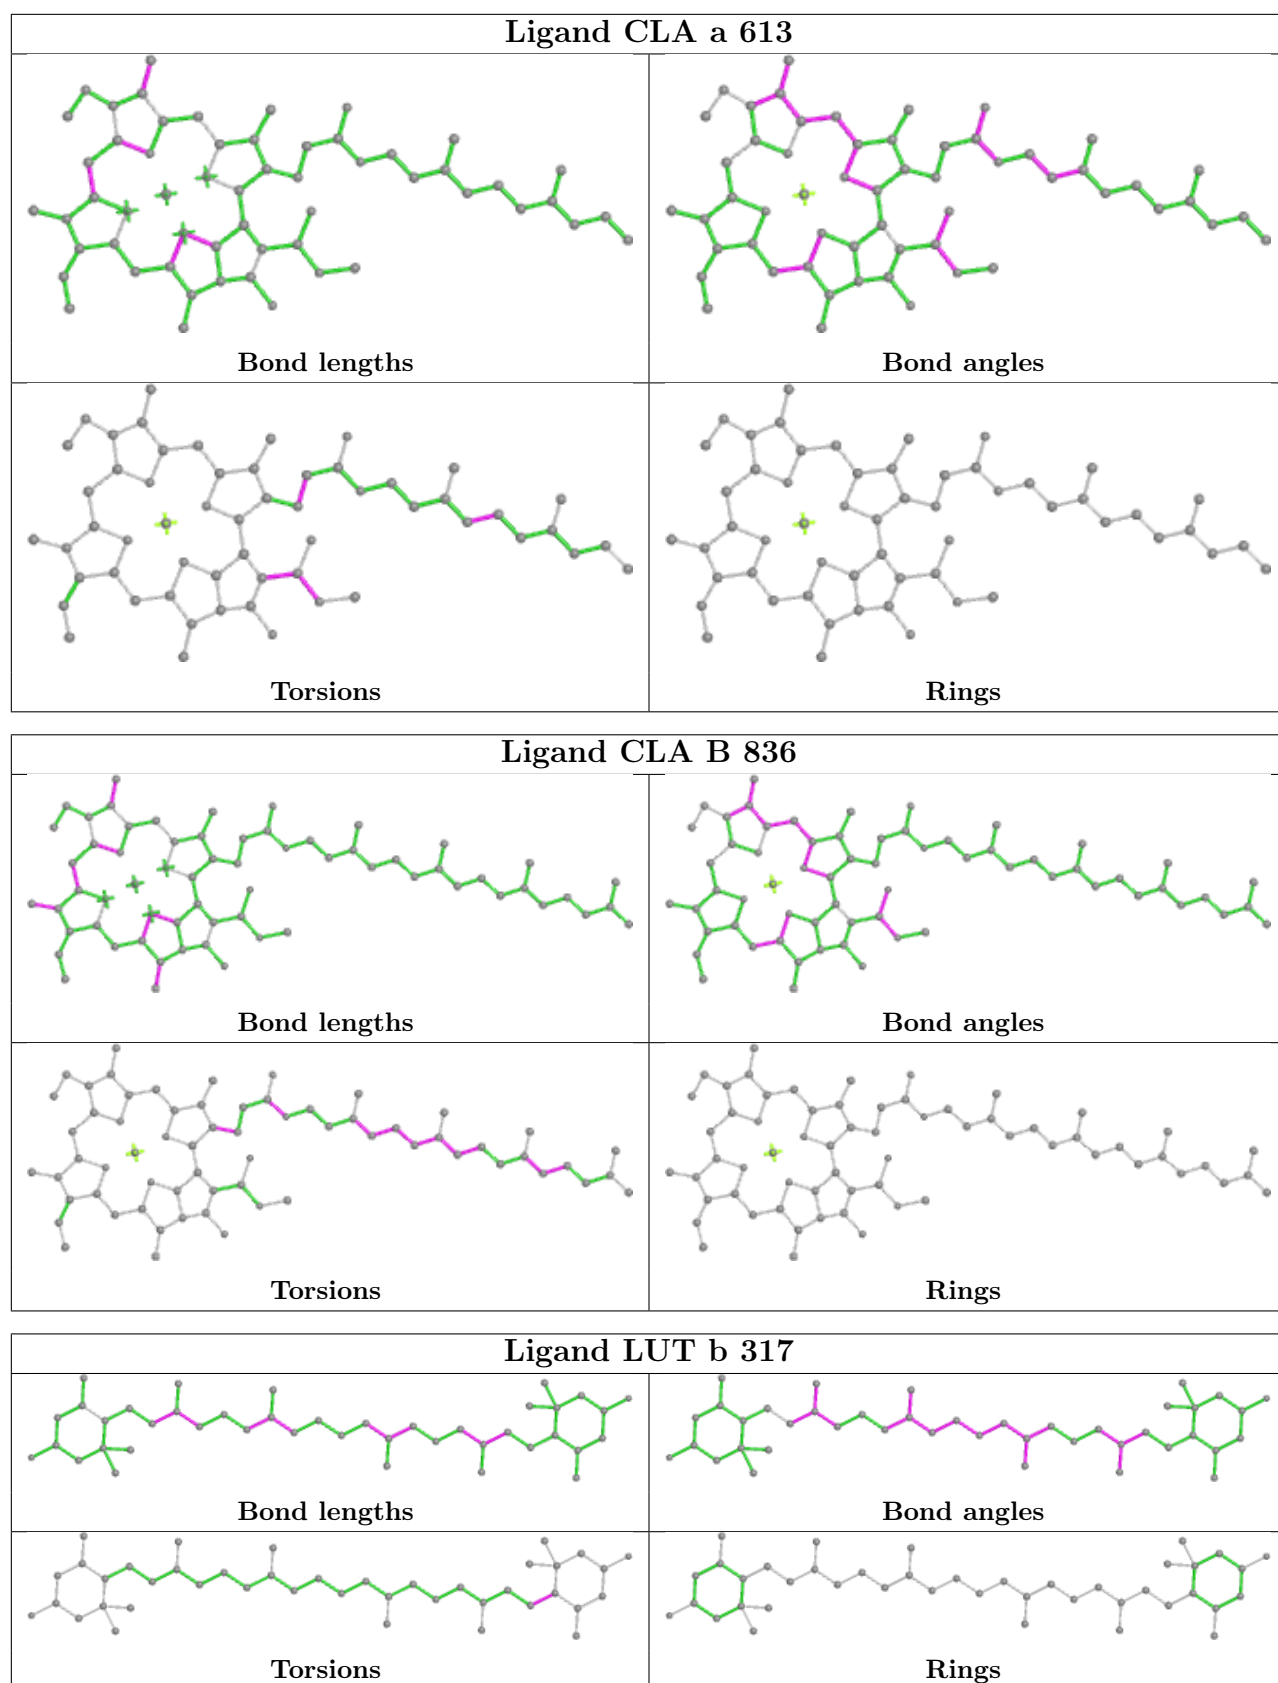 Ligand CLA a 613
Bond lengths
Bond angles
Torsions
Rings
Ligand CLA B 836
Bond lengths
Bond angles
Torsions
Rings
Ligand LUT b 317
Bond lengths
Bond angles
Torsions
Rings